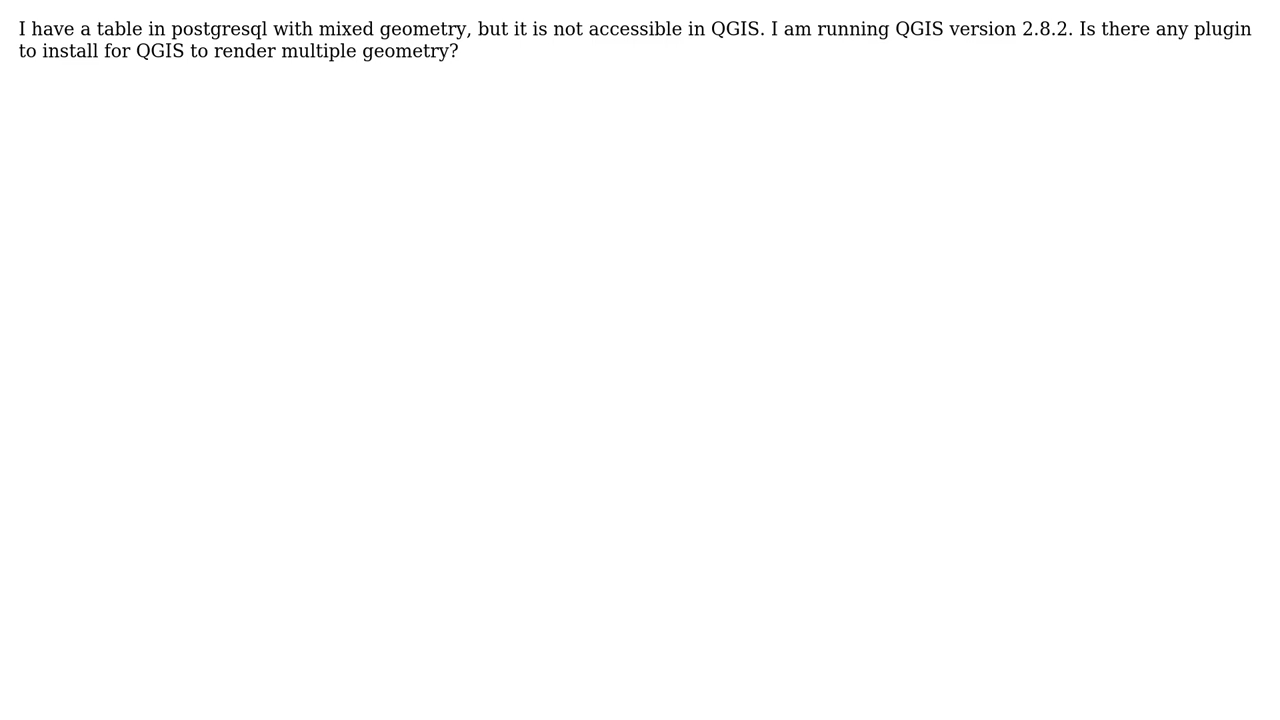 I have a table in postgresql with mixed geometry, but it is not accessible in QGIS. I am running QGIS version 2.8.2. Is there any plugin
to install for QGIS to render multiple geometry?